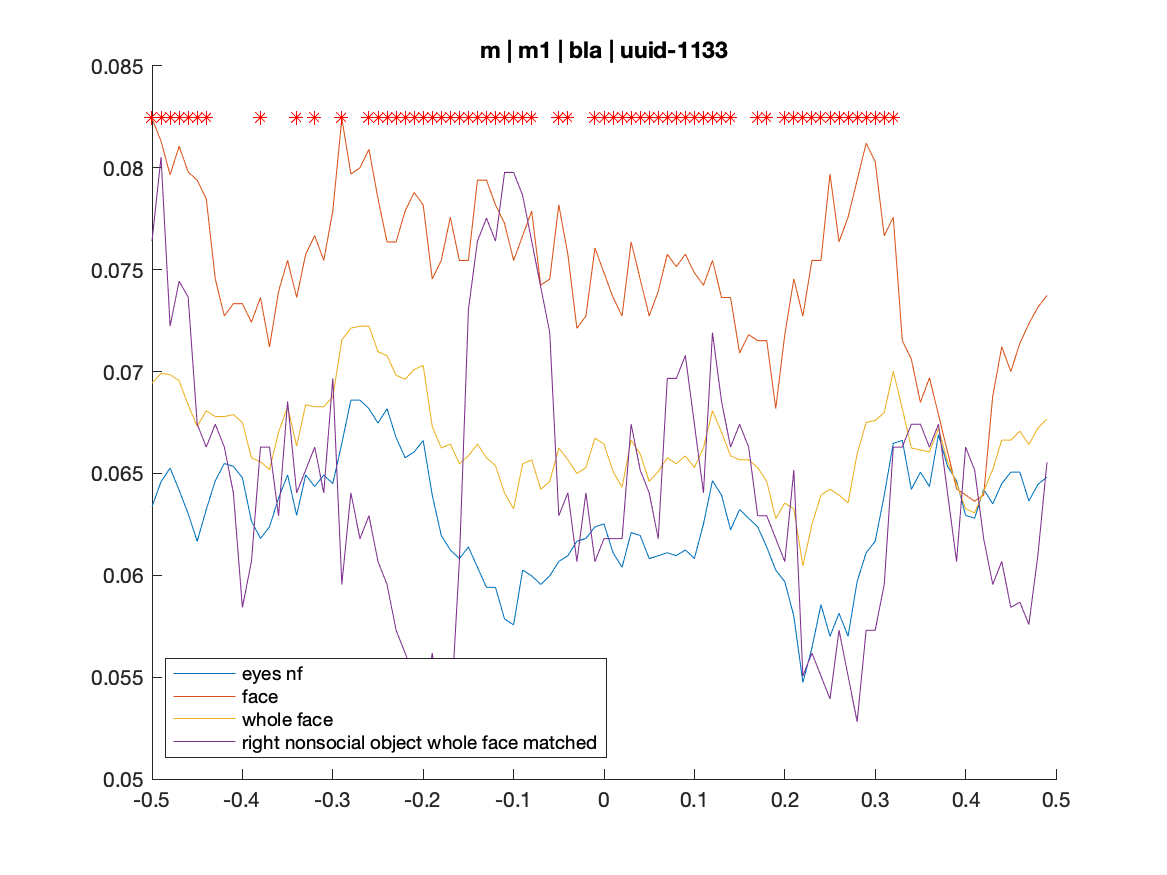 m | m1 | bla | uuid-1133
0.085
0.08
0.075
0.07
0.065
0.06
0.055
0.05
eyes nf
face
whole face
right nonsocial object whole face matched
-0.5 -0.4 -0.3 -0.2 -0.1 0 0.1 0.2 0.3 0.4 0.5